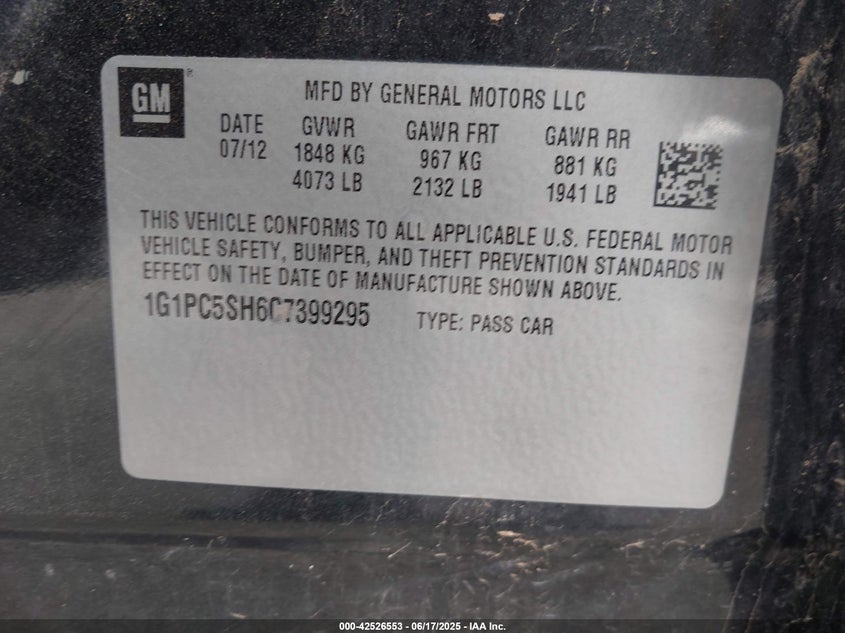 GM ®
MFD BY GENERAL MOTORS LLC
DATE GVWR GAWR FRT GAWR RR
07/12 1848 KG 967 KG 881 KG
4073 LB 2132 LB 1941 LB
THIS VEHICLE CONFORMS TO ALL APPLICABLE U.S. FEDERAL MOTOR
VEHICLE SAFETY, BUMPER, AND THEFT PREVENTION STANDARDS IN
EFFECT ON THE DATE OF MANUFACTURE SHOWN ABOVE.
1G1PC5SH6C7399295 TYPE: PASS CAR
000-42526553 - 06/17/2025 - IAA Inc.